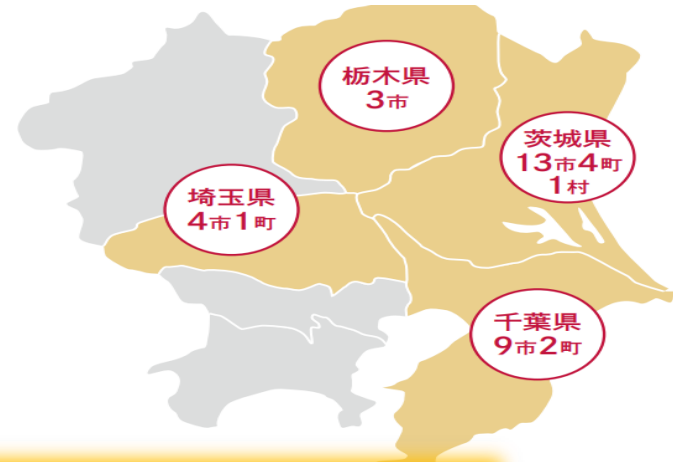 栃木県
3市
茨城県
13市4町
1村
埼玉県
4市1町
千葉県
9市2町